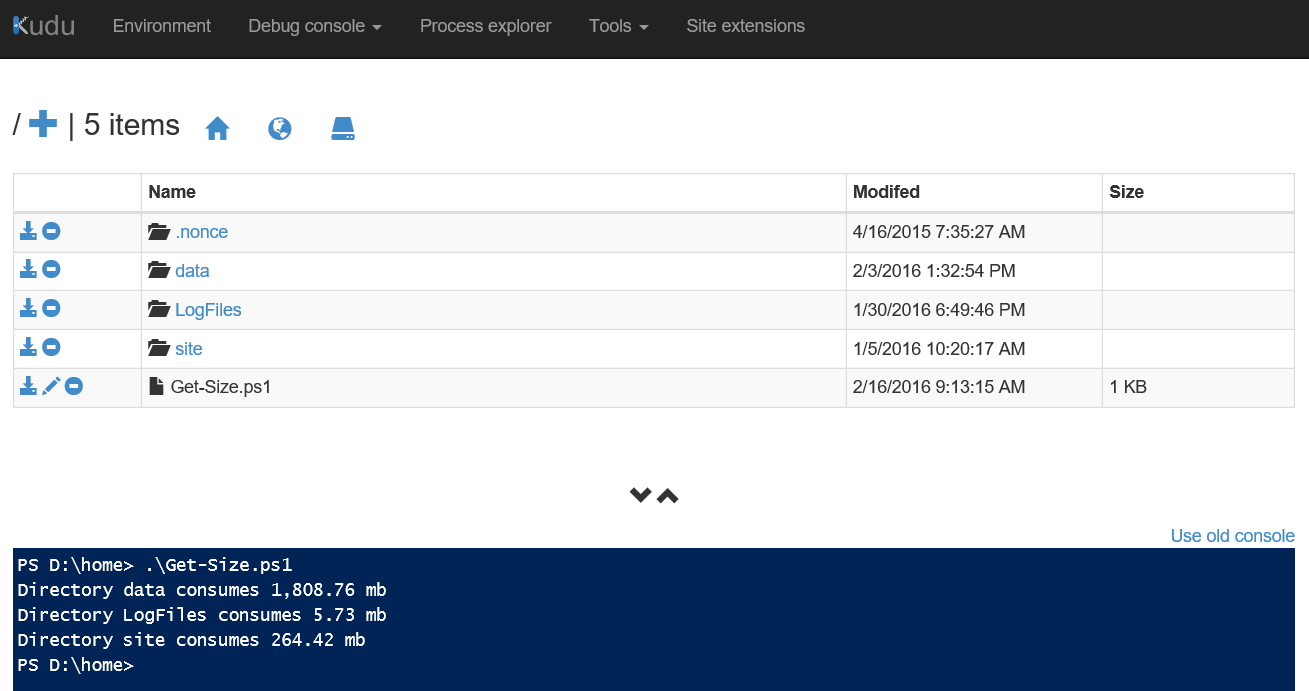 Kudu Environment Debug console Process explorer Tools Site extensions
/ | 5 items
Name Modifed Size
.nonce 4/16/2015 7:35:27 AM
data 2/3/2016 1:32:54 PM
LogFiles 1/30/2016 6:49:46 PM
site 1/5/2016 10:20:17 AM
Get-Size.ps1 2/16/2016 9:13:15 AM 1 KB
Use old console
PS D:\home> .\Get-Size.ps1
Directory data consumes 1,808.76 mb
Directory LogFiles consumes 5.73 mb
Directory site consumes 264.42 mb
PS D:\home>